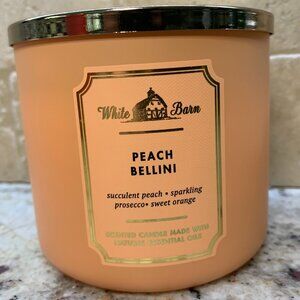 White Barn
PEACH
BELLINI
succulent peach • sparkling
prosecco • sweet orange
SCENTED CANDLE MADE WITH
NATURAL ESSENTIAL OILS